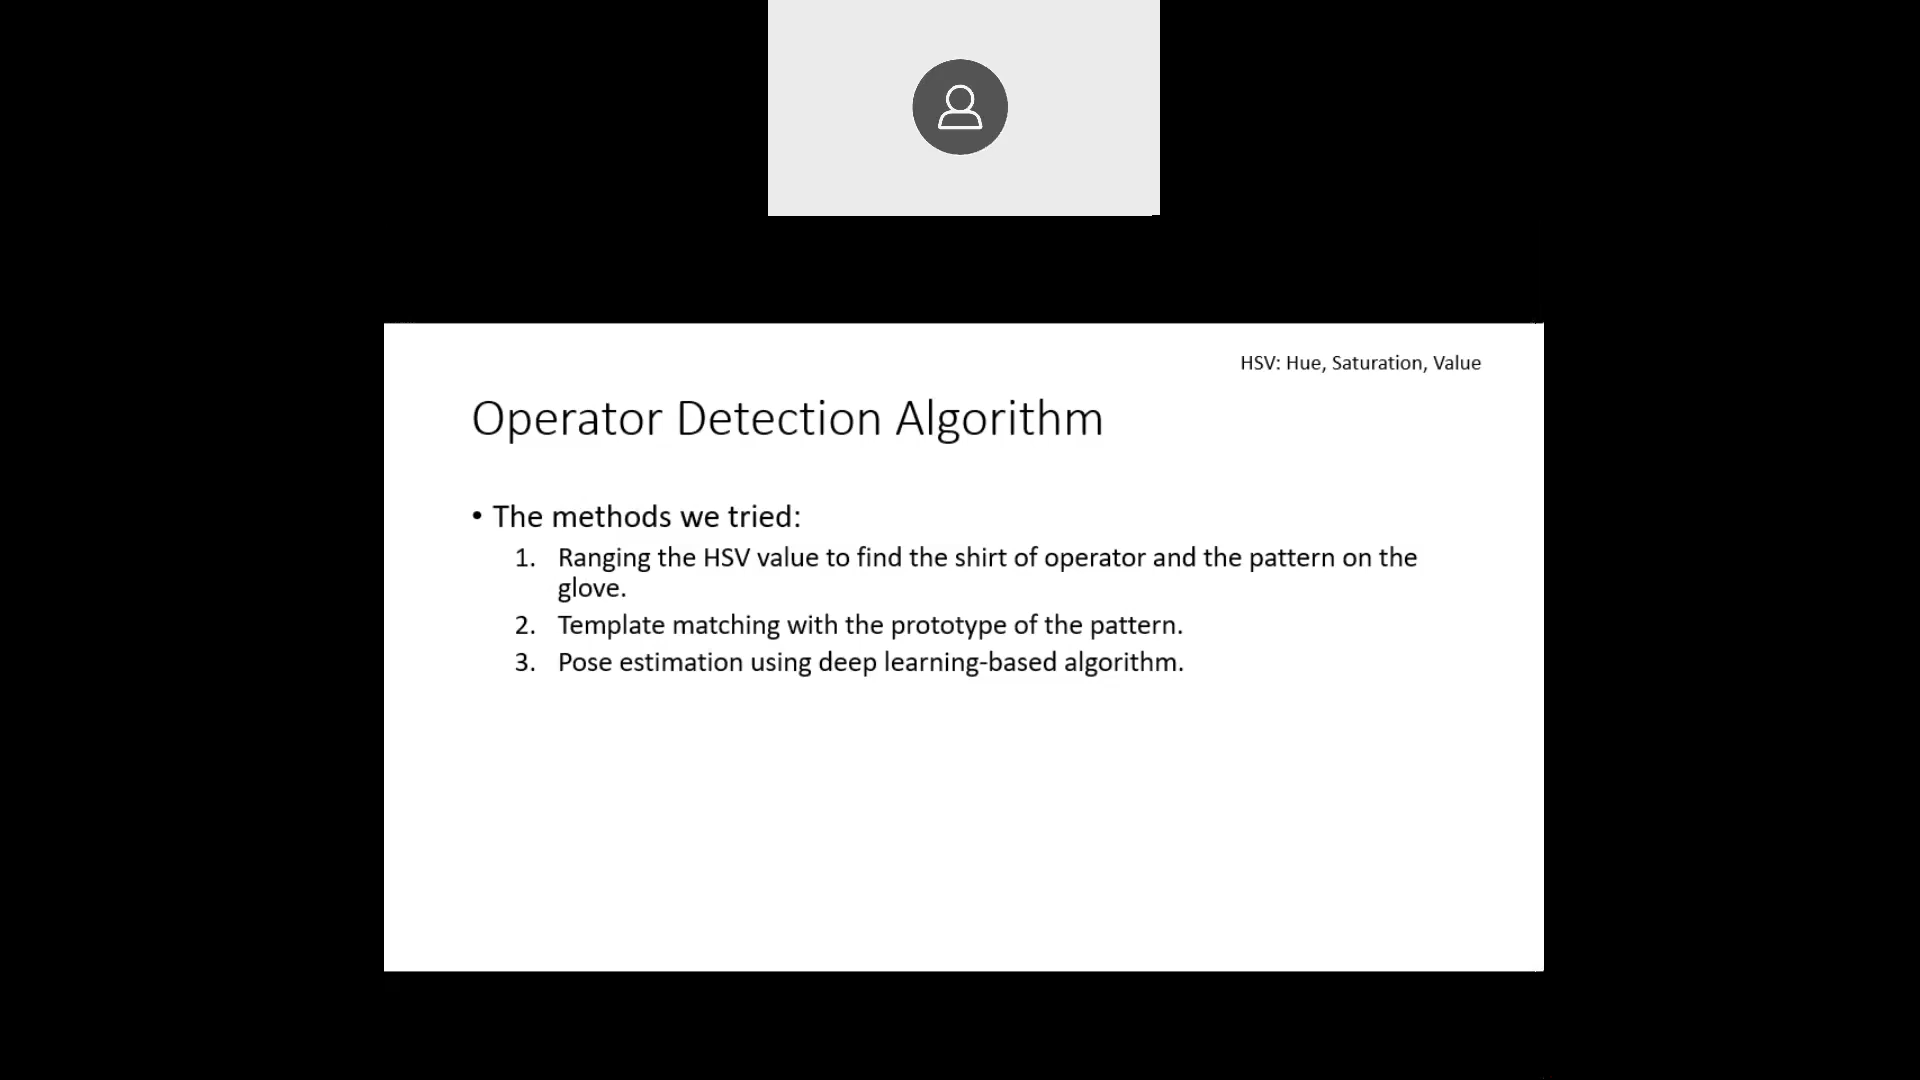 HSV: Hue, Saturation, Value
Operator Detection Algorithm
• The methods we tried:
1. Ranging the HSV value to find the shirt of operator and the pattern on the
glove.
2. Template matching with the prototype of the pattern.
3. Pose estimation using deep learning-based algorithm.